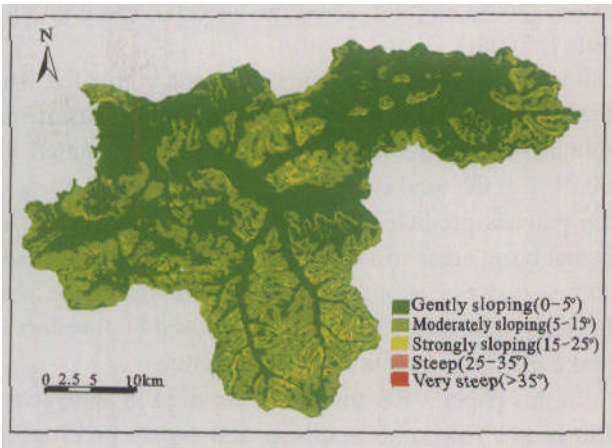 N
Gently sloping(0-5°)
Moderately sloping(5-15°)
Strongly sloping(15-25°)
Steep(25-35°)
Very steep(>35°)
0 2.5 5 10km